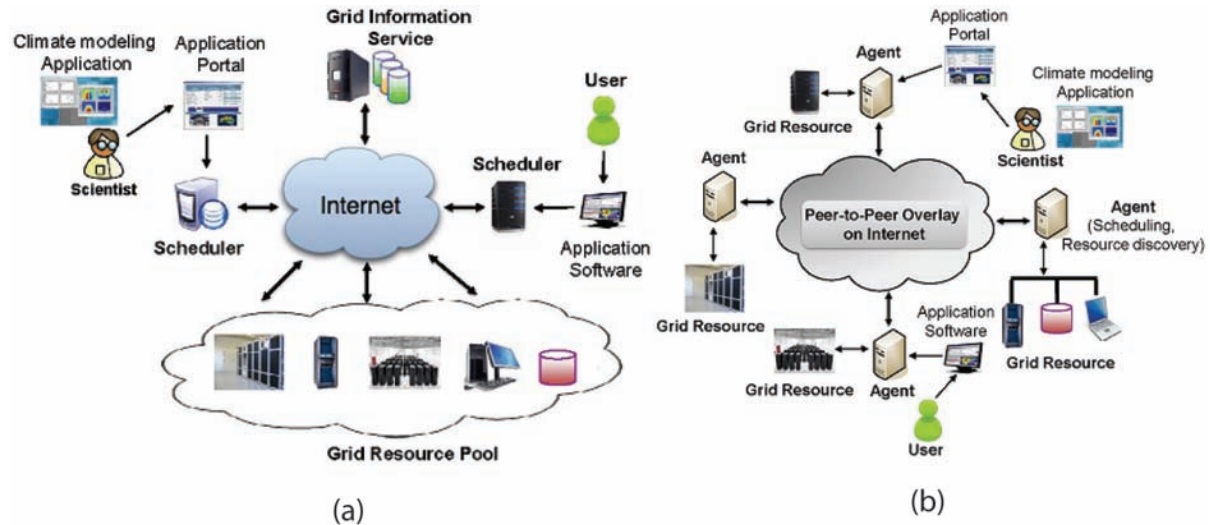 Grid Information
Service
Climate modeling
Application
Application
Portal
User
Scientist
Scheduler
Internet
Scheduler
Application
Software
Grid Resource Pool
(a)
Application
Portal
Agent
Climate modeling
Application
Grid Resource
Scientist
Agent
Peer-to-Peer Overlay
on Internet
Agent
(Scheduling,
Resource discovery)
Grid Resource
Application
Software
Grid Resource
Grid Resource
Agent
User
(b)